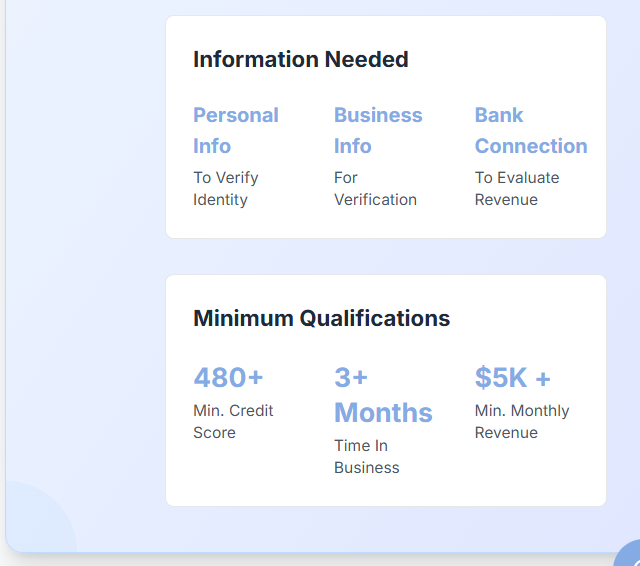 Information Needed
Personal Info
To Verify Identity
Business Info
For Verification
Bank Connection
To Evaluate Revenue
Minimum Qualifications
480+
Min. Credit Score
3+ Months
Time In Business
$5K +
Min. Monthly Revenue